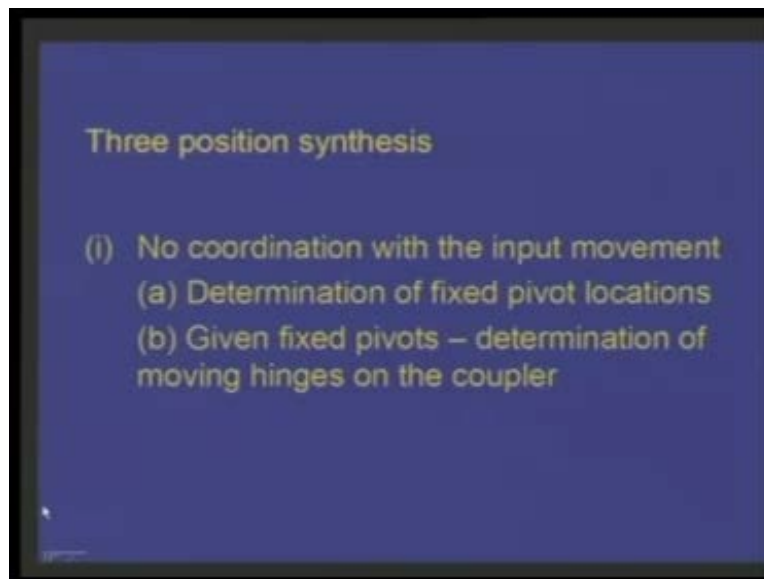 Three position synthesis
(i) No coordination with the input movement
(a) Determination of fixed pivot locations
(b) Given fixed pivots – determination of
moving hinges on the coupler